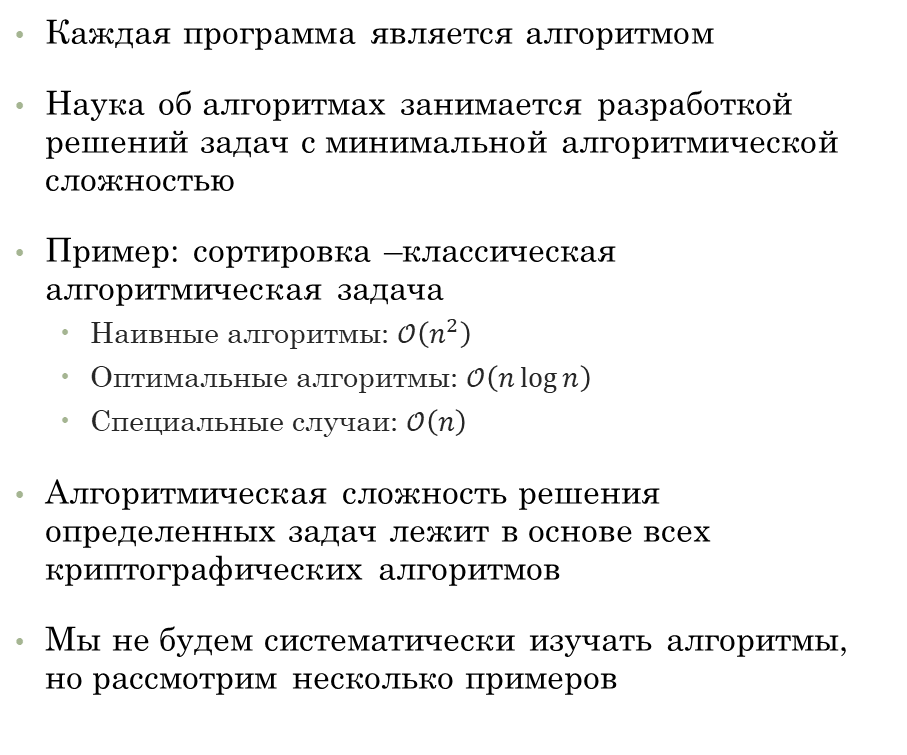 • Каждая программа является алгоритмом
• Наука об алгоритмах занимается разработкой
решений задач с минимальной алгоритмической
сложностью
• Пример: сортировка –классическая
алгоритмическая задача
• Наивные алгоритмы: 𝒪(n²)
• Оптимальные алгоритмы: 𝒪(n log n)
• Специальные случаи: 𝒪(n)
• Алгоритмическая сложность решения
определенных задач лежит в основе всех
криптографических алгоритмов
• Мы не будем систематически изучать алгоритмы,
но рассмотрим несколько примеров